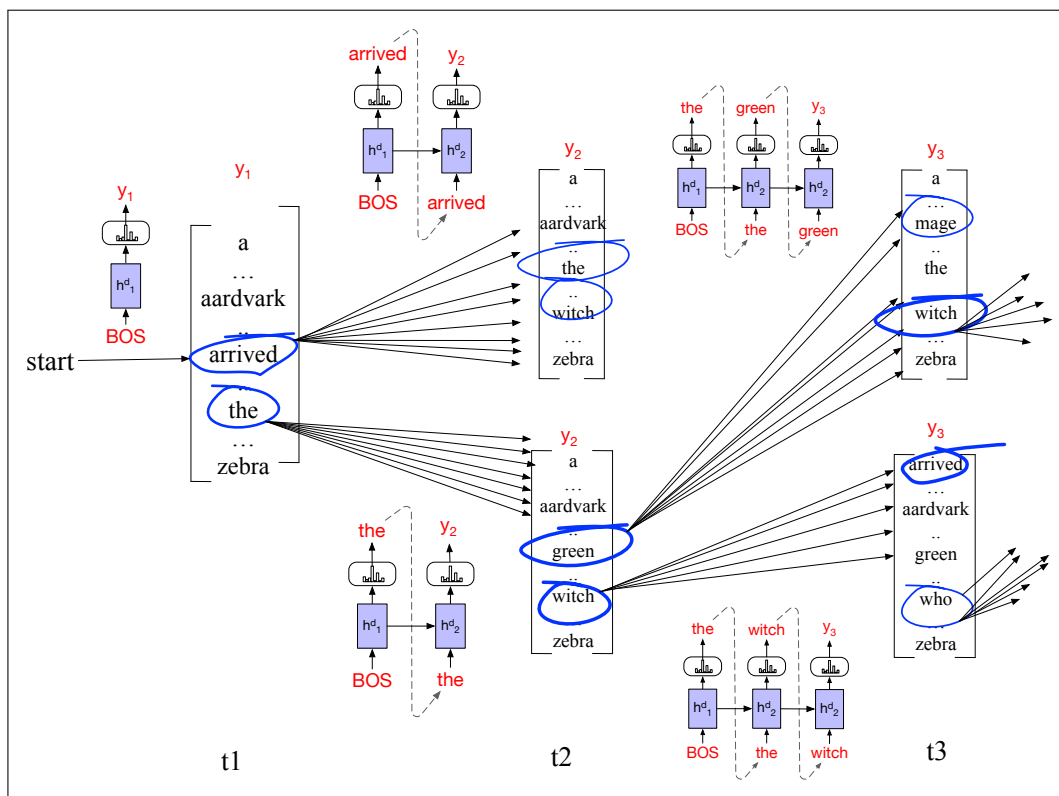 start
y1
hd1
BOS
y1
a
...
aardvark
..
arrived
...
the
...
zebra
t1
arrived
y2
hd1
hd2
BOS
arrived
y2
a
...
aardvark
..
the
..
witch
...
zebra
the
y2
hd1
hd2
BOS
the
y2
a
...
aardvark
..
green
..
witch
...
zebra
t2
the
green
y3
hd1
hd2
hd2
BOS
the
green
y3
a
...
mage
..
the
..
witch
...
zebra
the
witch
y3
hd1
hd2
hd2
BOS
the
witch
y3
arrived
...
aardvark
..
green
..
who
...
zebra
t3